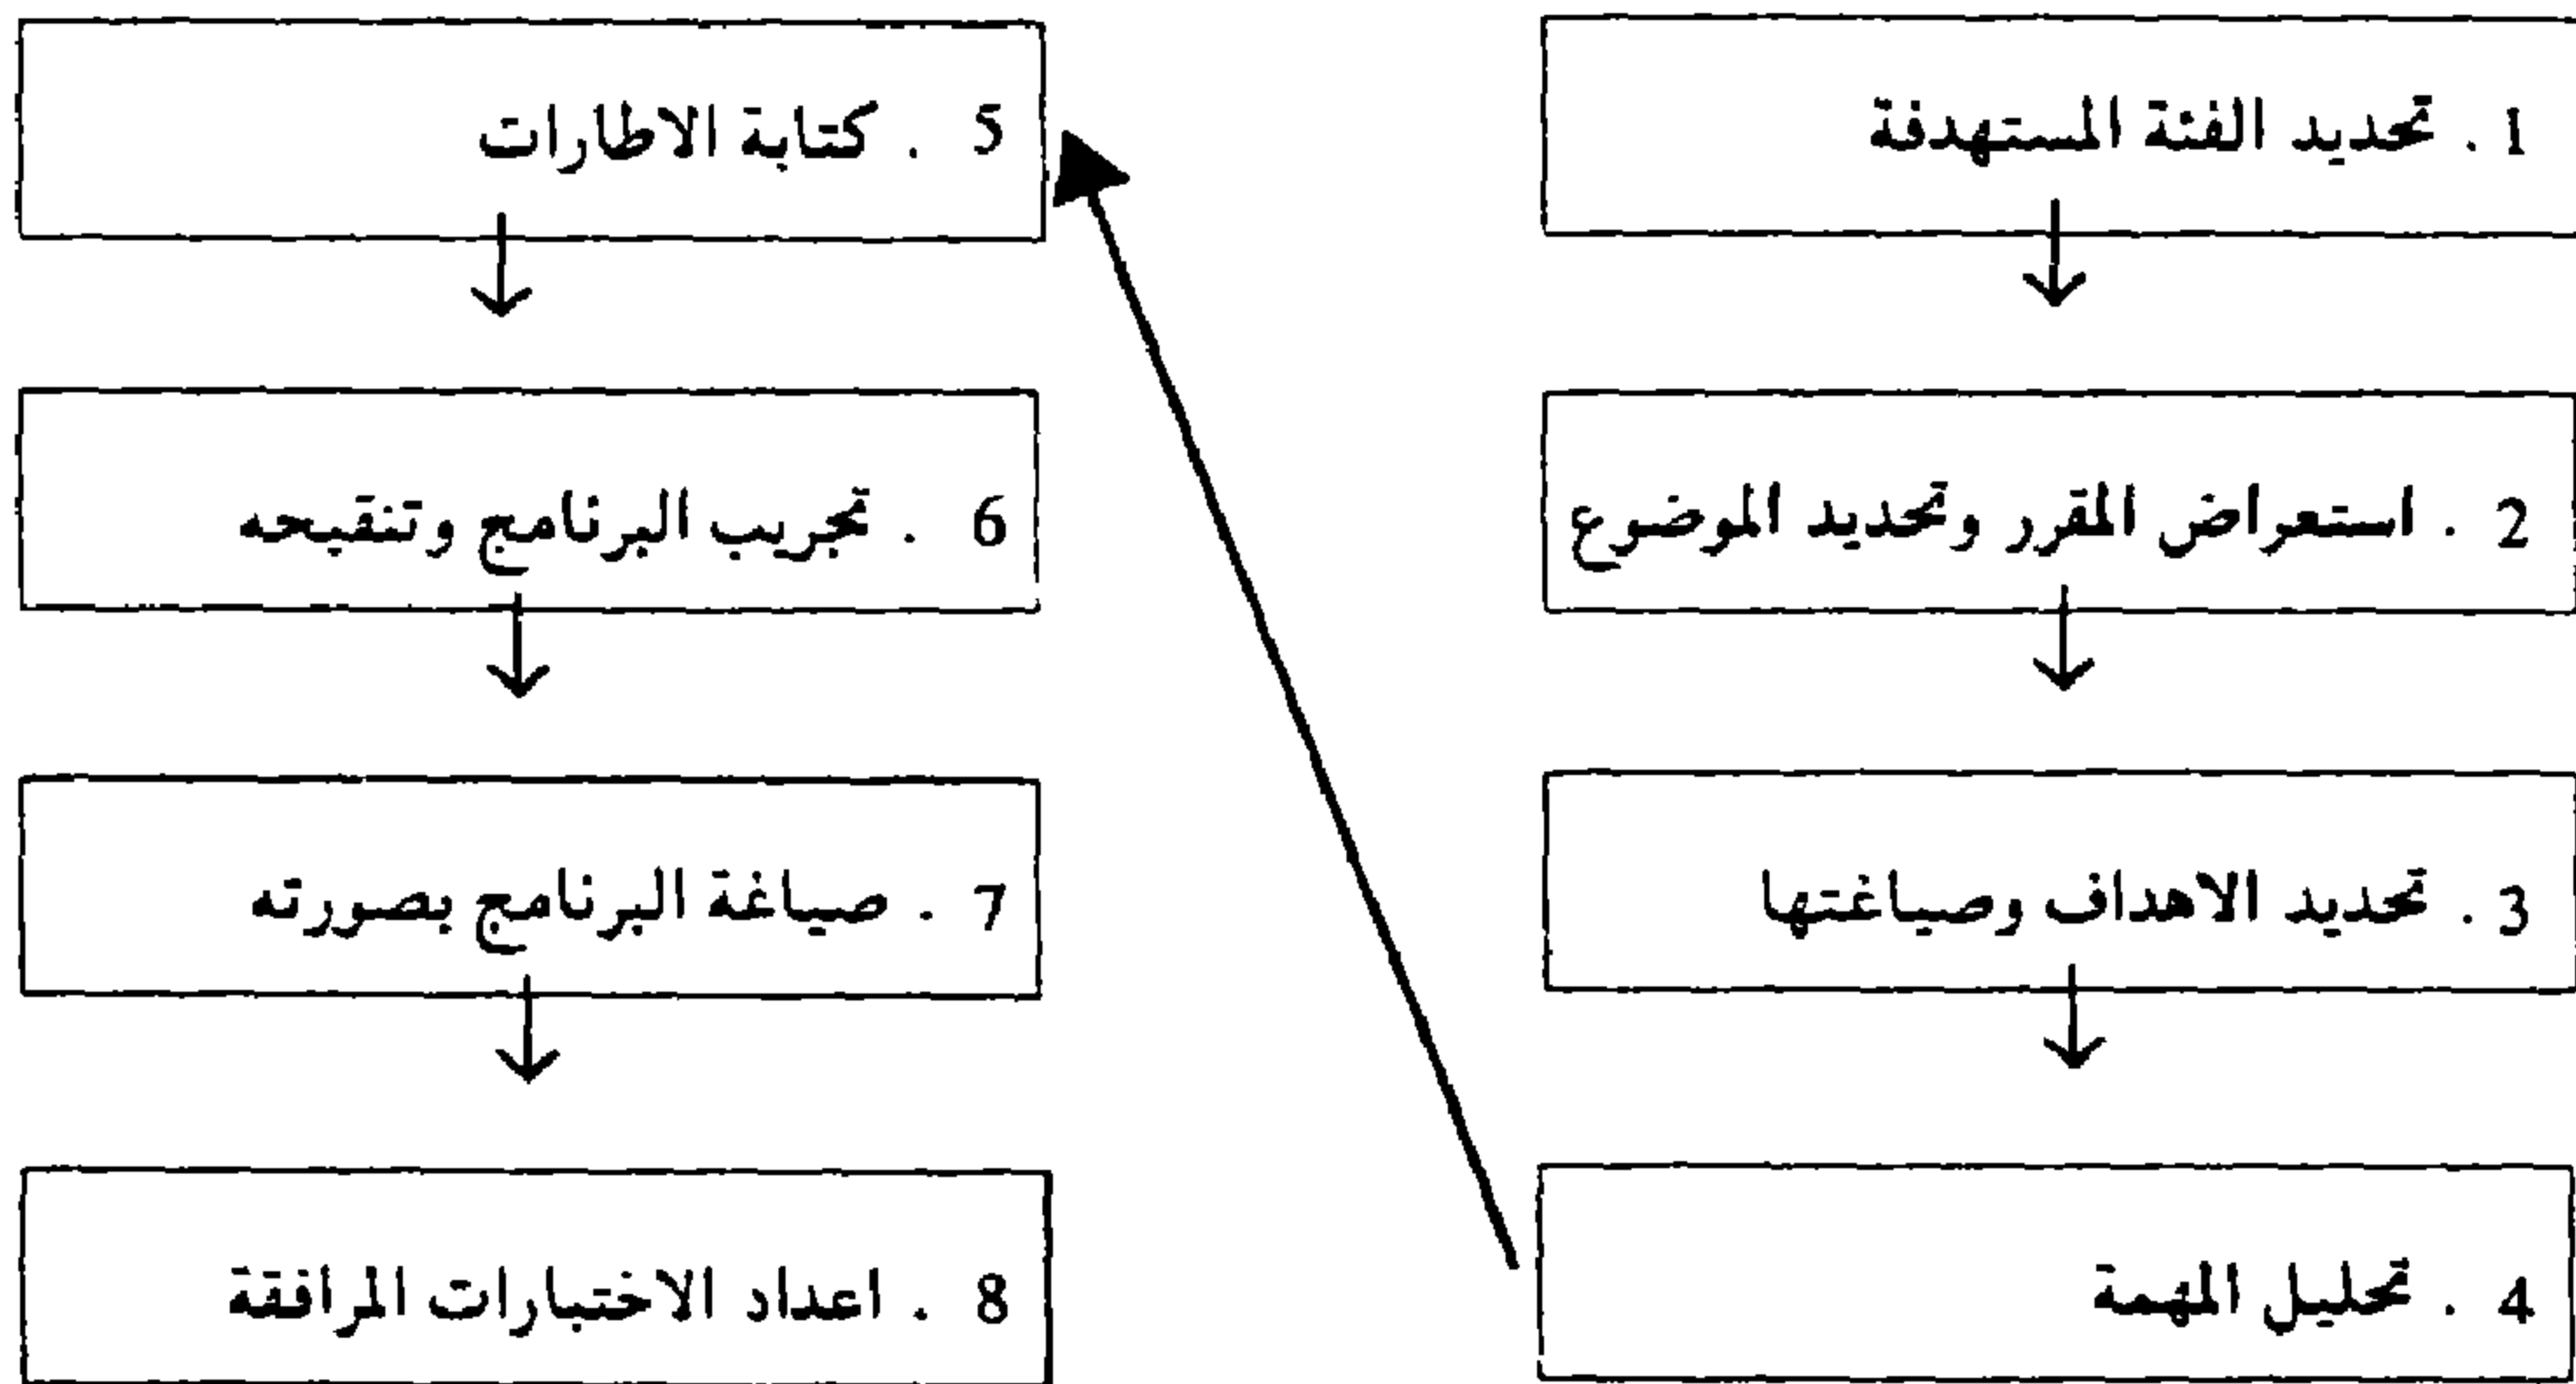 1 . تحديد الفئة المستهدفة
2 . استعراض المقرر وتحديد الموضوع
3 . تحديد الاهداف وصياغتها
4 . تحليل المهمة
5 . كتابة الاطارات
6 . تجريب البرنامج وتنقيحه
7 . صياغة البرنامج بصورته
8 . اعداد الاختبارات المرافقة